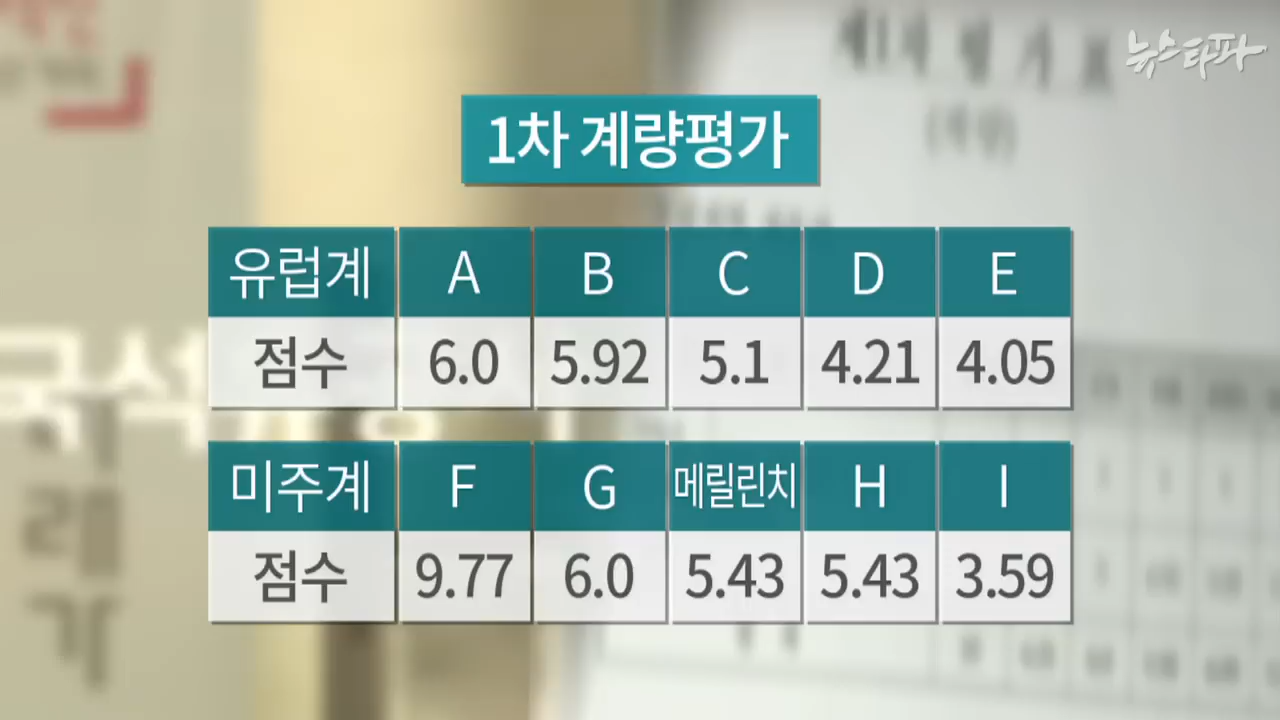 뉴스타파
1차 계량평가
유럽계 A B C D E
점수 6.0 5.92 5.1 4.21 4.05
미주계 F G 메릴린치 H I
점수 9.77 6.0 5.43 5.43 3.59